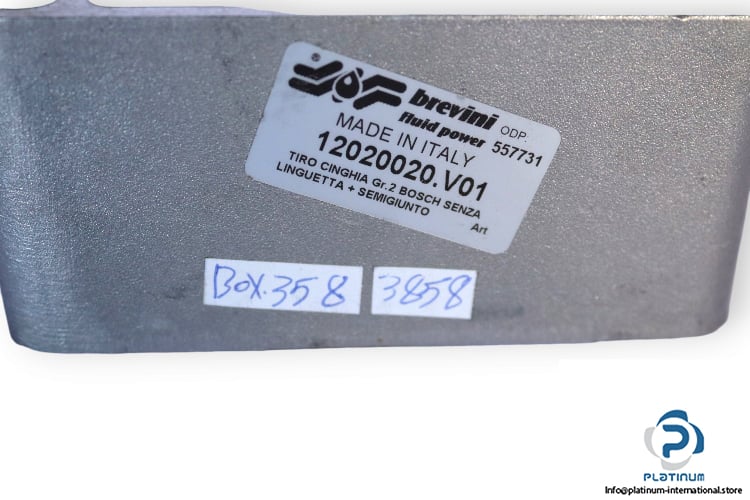 brevini
fluid power
ODP.
557731
MADE IN ITALY
12020020.V01
TIRO CINGHIA Gr.2 BOSCH SENZA
LINGUETTA + SEMIGIUNTO
Art
BOX.358
3858
PLATINUM
Info@platinum-international.store